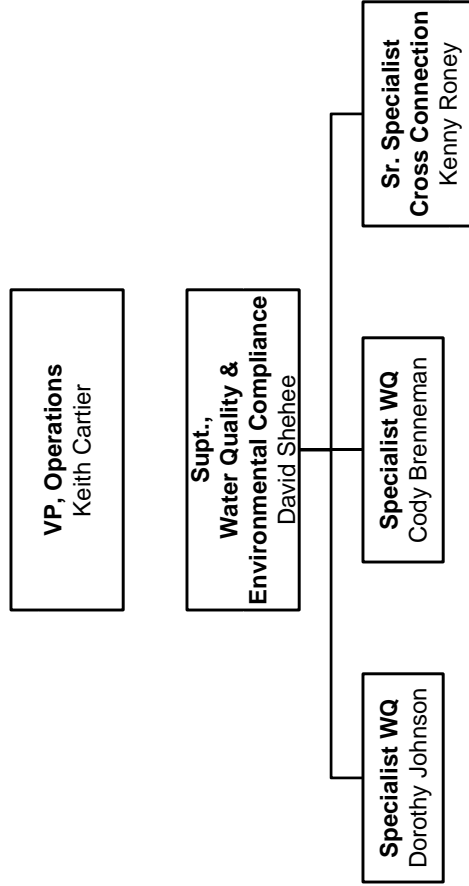 VP, Operations
Keith Cartier
Supt.,
Water Quality &
Environmental Compliance
David Shehee
Specialist WQ
Dorothy Johnson
Specialist WQ
Cody Brenneman
Sr. Specialist
Cross Connection
Kenny Roney